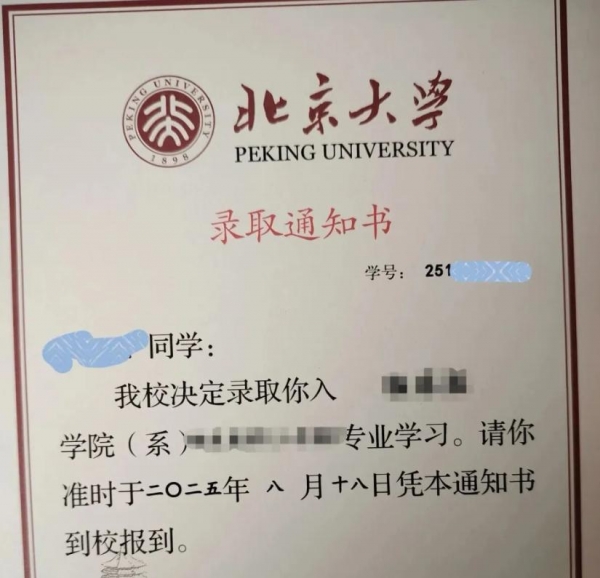 PEKING UNIVERSITY
1898
北京大学
PEKING UNIVERSITY
录取通知书
学号: 251
同学:
我校决定录取你入
学院(系) 专业学习。请你
准时于二〇二五年 八 月十八日凭本通知书
到校报到。